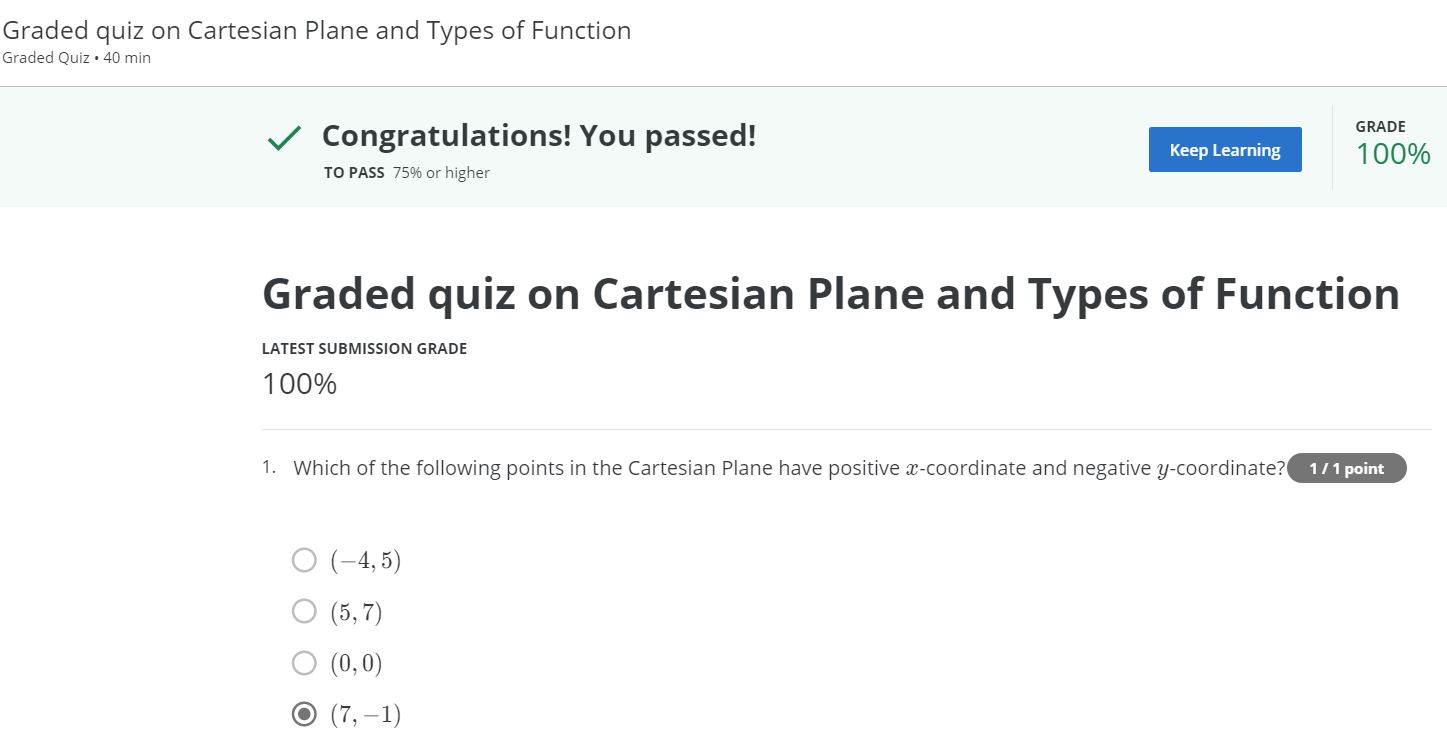 Graded quiz on Cartesian Plane and Types of Function
Graded Quiz • 40 min
Congratulations! You passed!
TO PASS 75% or higher
Keep Learning
GRADE
100%
Graded quiz on Cartesian Plane and Types of Function
LATEST SUBMISSION GRADE
100%
1. Which of the following points in the Cartesian Plane have positive x-coordinate and negative y-coordinate? 1 / 1 point
(−4, 5)
(5, 7)
(0, 0)
(7, −1)